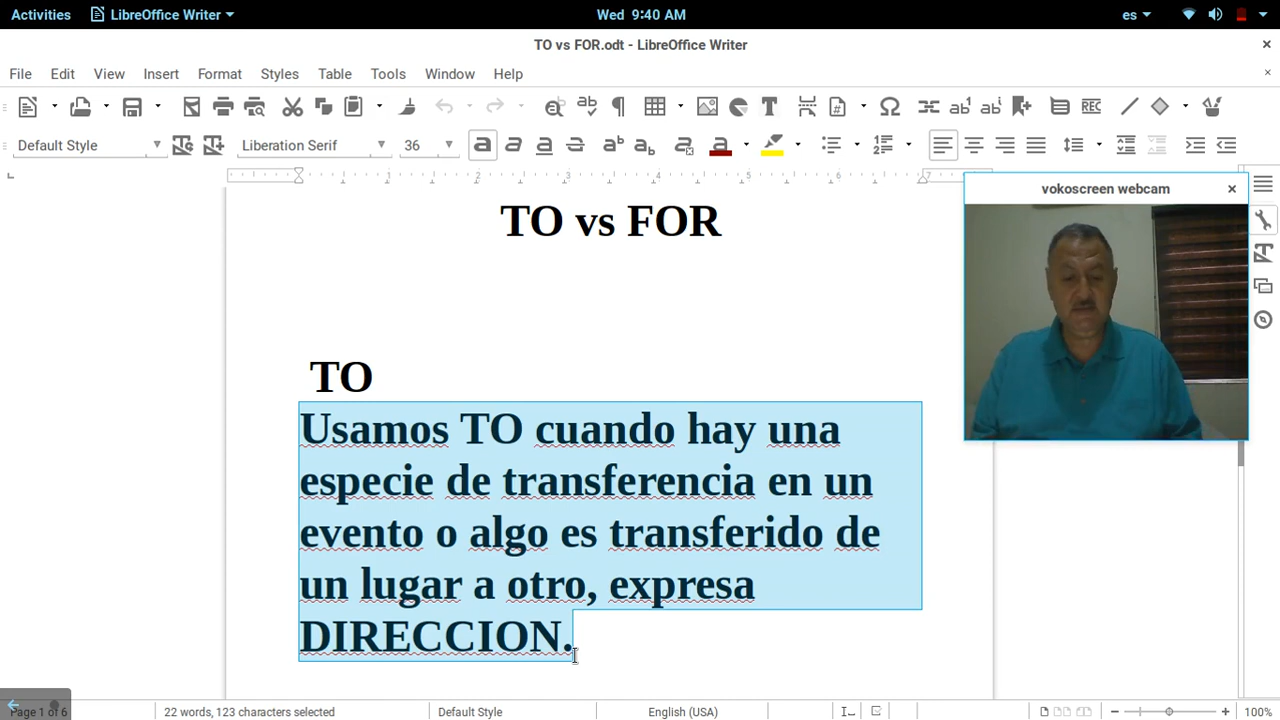 Activities LibreOffice Writer Wed 9:40 AM es
TO vs FOR.odt - LibreOffice Writer
File Edit View Insert Format Styles Table Tools Window Help
Default Style Liberation Serif 36
vokoscreen webcam
TO vs FOR
TO
Usamos TO cuando hay una
especie de transferencia en un
evento o algo es transferido de
un lugar a otro, expresa
DIRECCION.
Page 1 of 6 22 words, 123 characters selected Default Style English (USA) 100%